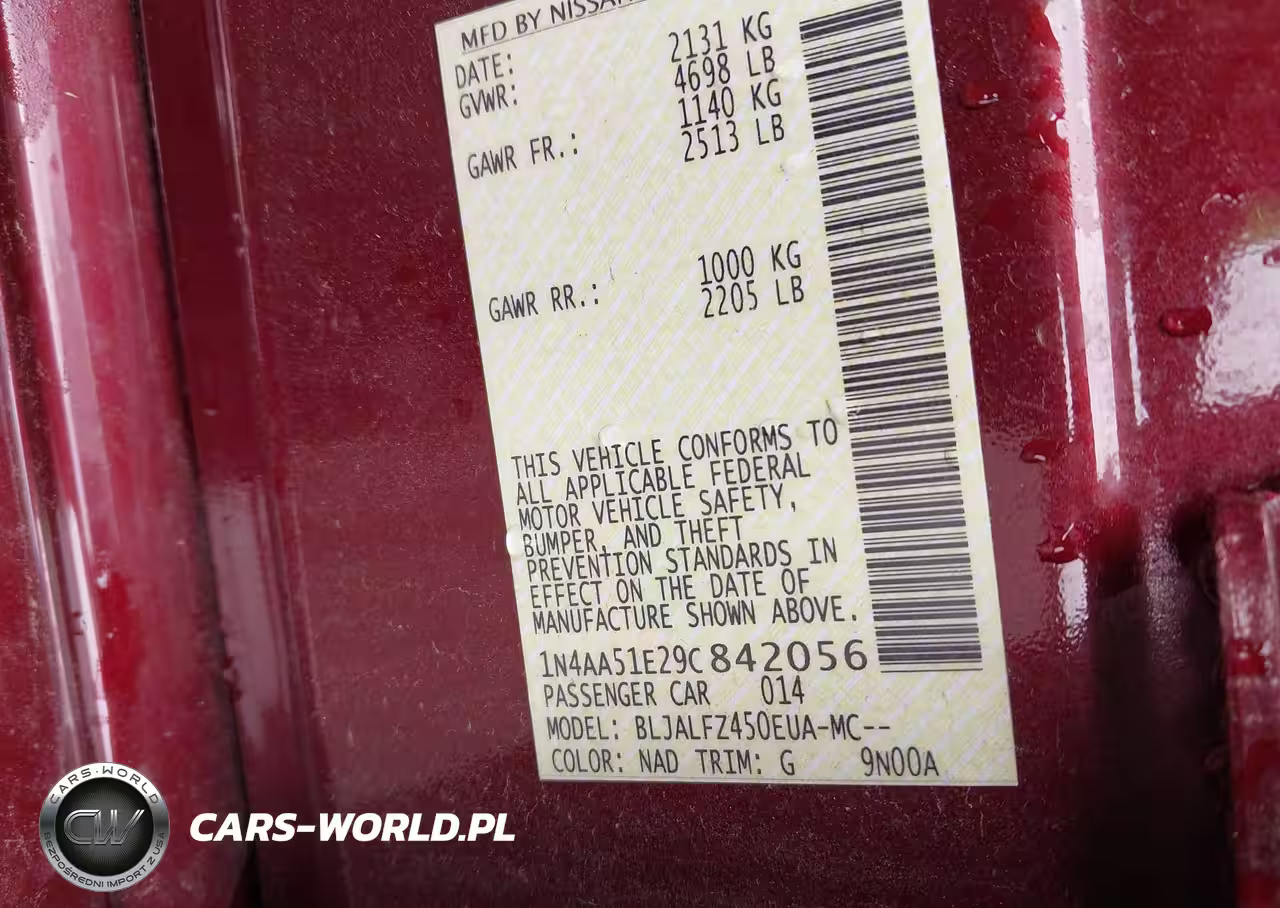 MFD BY NISSAN
DATE:
GVWR: 2131 KG
4698 LB
GAWR FR.: 1140 KG
2513 LB
GAWR RR.: 1000 KG
2205 LB
THIS VEHICLE CONFORMS TO
ALL APPLICABLE FEDERAL
MOTOR VEHICLE SAFETY,
BUMPER, AND THEFT
PREVENTION STANDARDS IN
EFFECT ON THE DATE OF
MANUFACTURE SHOWN ABOVE.
1N4AA51E29C842056
PASSENGER CAR 014
MODEL: BLJALFZ450EUA-MC--
COLOR: NAD TRIM: G 9N00A
CARS-WORLD
CW
BEZPOŚREDNI IMPORT Z USA
CARS-WORLD.PL